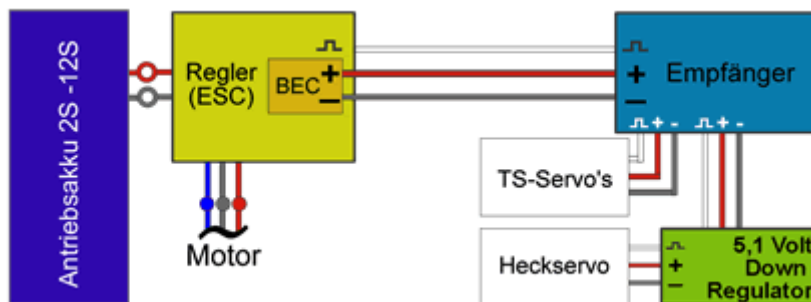 Antriebsakku 2S -12S
Regler
(ESC)
BEC
+
–
Motor
+
–
Empfänger
+ -
+ -
TS-Servo's
Heckservo
+
–
5,1 Volt
Down
Regulator